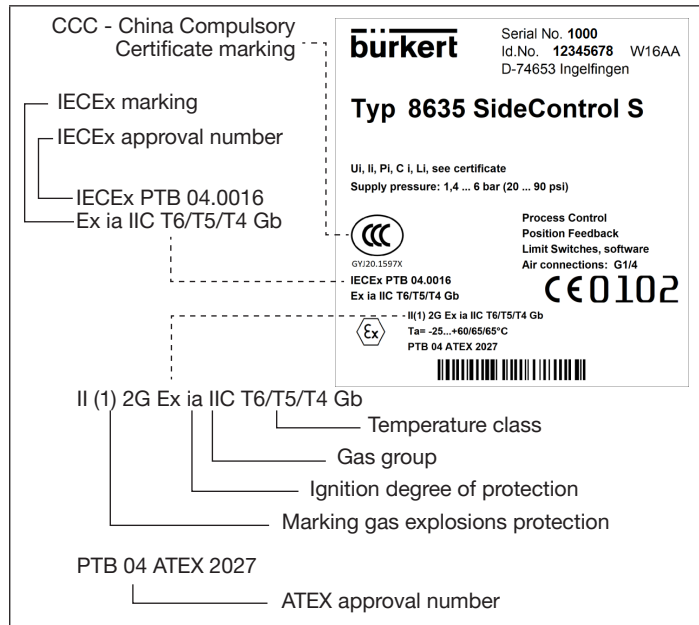 CCC - China Compulsory
Certificate marking
IECEx marking
IECEx approval number
IECEx PTB 04.0016
Ex ia IIC T6/T5/T4 Gb
bürkert
Serial No. 1000
Id.No. 12345678 W16AA
D-74653 Ingelfingen
Typ 8635 SideControl S
Ui, Ii, Pi, C i, Li, see certificate
Supply pressure: 1,4 ... 6 bar (20 ... 90 psi)
CCC
GYJ20.1597X
Process Control
Position Feedback
Limit Switches, software
Air connections: G1/4
IECEx PTB 04.0016
Ex ia IIC T6/T5/T4 Gb
CE0102
Ex
II(1) 2G Ex ia IIC T6/T5/T4 Gb
Ta= -25...+60/65/65°C
PTB 04 ATEX 2027
II (1) 2G Ex ia IIC T6/T5/T4 Gb
Temperature class
Gas group
Ignition degree of protection
Marking gas explosions protection
PTB 04 ATEX 2027
ATEX approval number